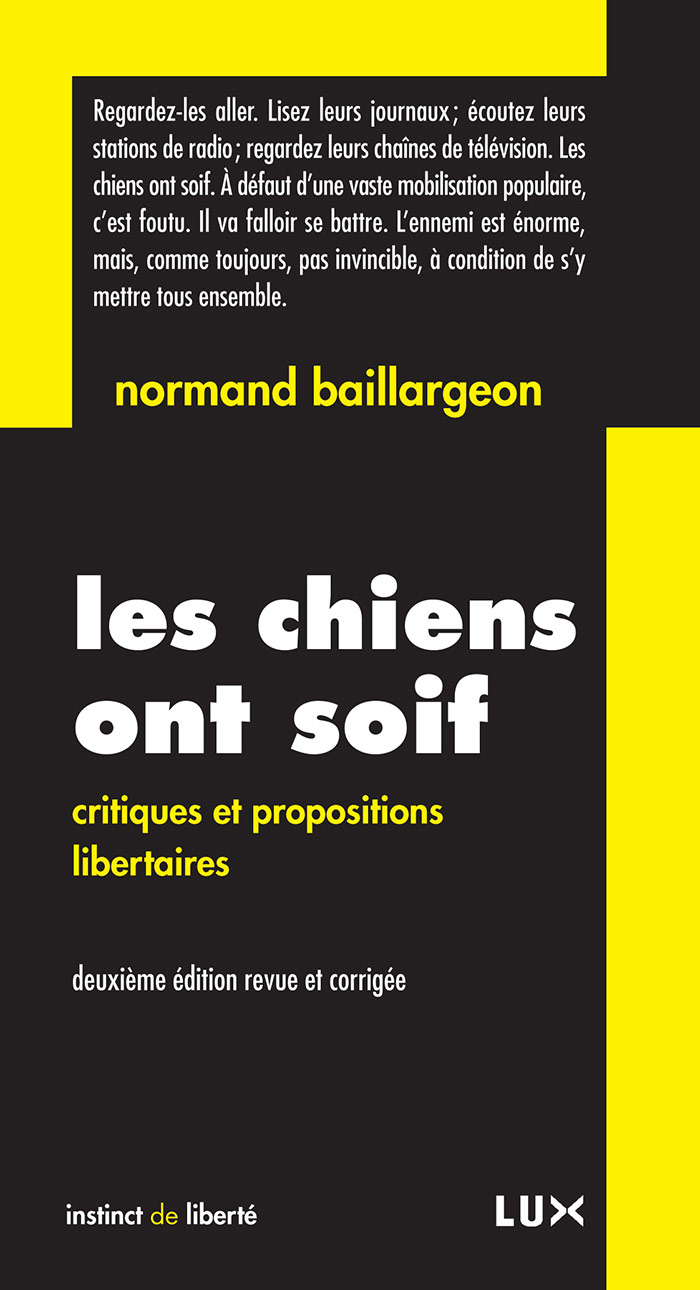 Regardez-les aller. Lisez leurs journaux ; écoutez leurs
stations de radio ; regardez leurs chaînes de télévision. Les
chiens ont soif. À défaut d’une vaste mobilisation populaire,
c’est foutu. Il va falloir se battre. L’ennemi est énorme,
mais, comme toujours, pas invincible, à condition de s’y
mettre tous ensemble.
normand baillargeon
les chiens
ont soif
critiques et propositions
libertaires
deuxième édition revue et corrigée
instinct de liberté
LUX